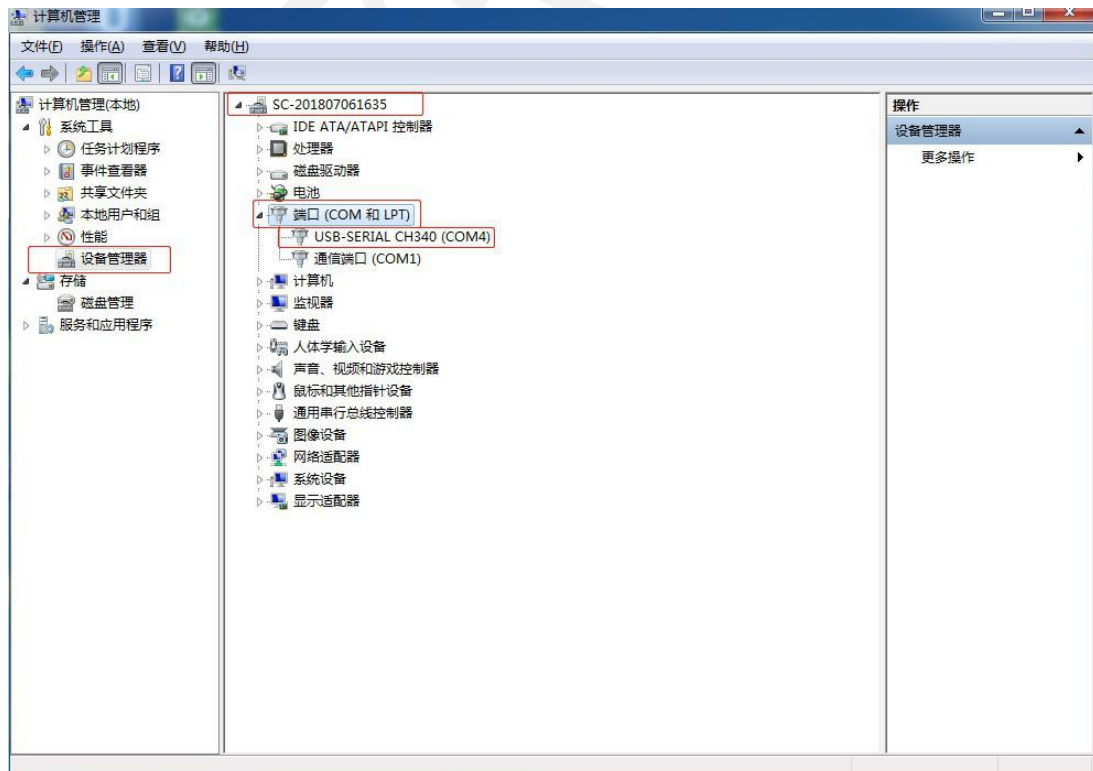 计算机管理
文件(F) 操作(A) 查看(V) 帮助(H)
计算机管理(本地)
系统工具
任务计划程序
事件查看器
共享文件夹
本地用户和组
性能
设备管理器
存储
磁盘管理
服务和应用程序
SC-201807061635
IDE ATA/ATAPI 控制器
处理器
磁盘驱动器
电池
端口 (COM 和 LPT)
USB-SERIAL CH340 (COM4)
通信端口 (COM1)
计算机
监视器
键盘
人体学输入设备
声音、视频和游戏控制器
鼠标和其他指针设备
通用串行总线控制器
图像设备
网络适配器
系统设备
显示适配器
操作
设备管理器
更多操作